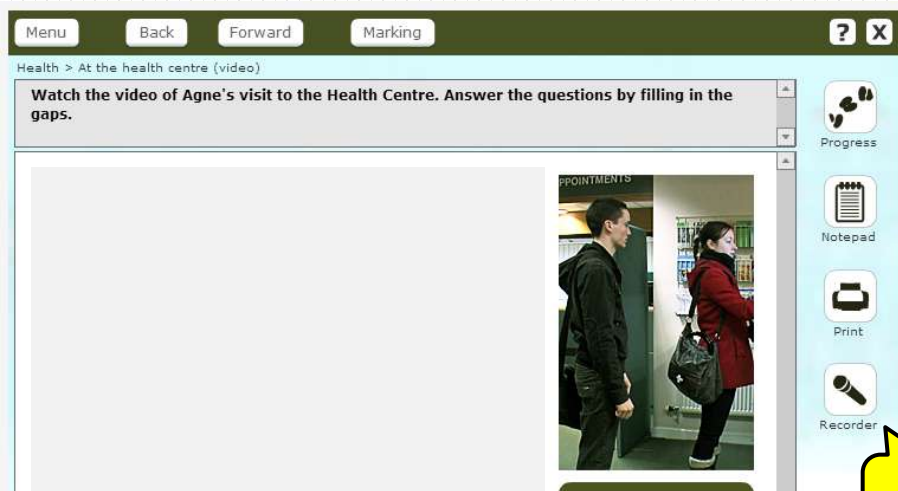 Menu Back Forward Marking ? X
Health > At the health centre (video)
Watch the video of Agne's visit to the Health Centre. Answer the questions by filling in the
gaps.
Progress
APPOINTMENTS
Notepad
Print
Recorder